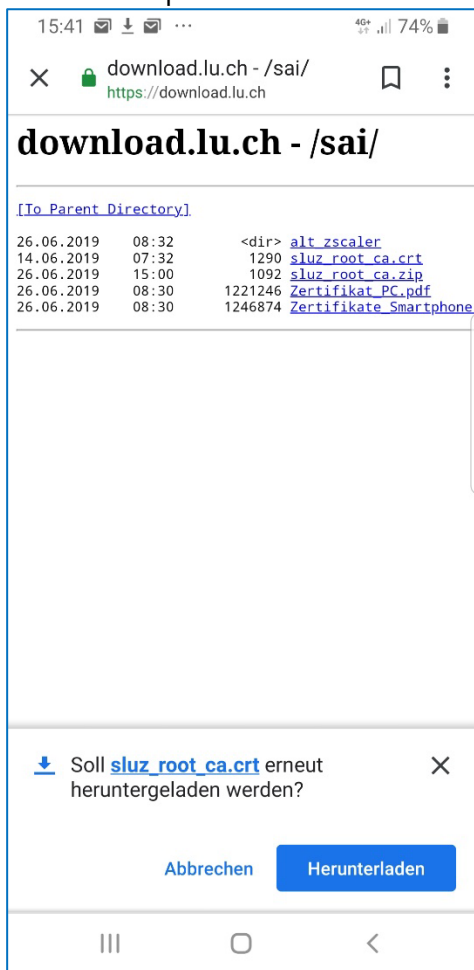 15:41 ... 4G+ 74%
download.lu.ch - /sai/
https://download.lu.ch
download.lu.ch - /sai/
[To Parent Directory]
26.06.2019 08:32 <dir> alt_zscaler
14.06.2019 07:32 1290 sluz_root_ca.crt
26.06.2019 15:00 1092 sluz_root_ca.zip
26.06.2019 08:30 1221246 Zertifikat_PC.pdf
26.06.2019 08:30 1246874 Zertifikate_Smartphone
Soll sluz_root_ca.crt erneut
heruntergeladen werden?
Abbrechen Herunterladen